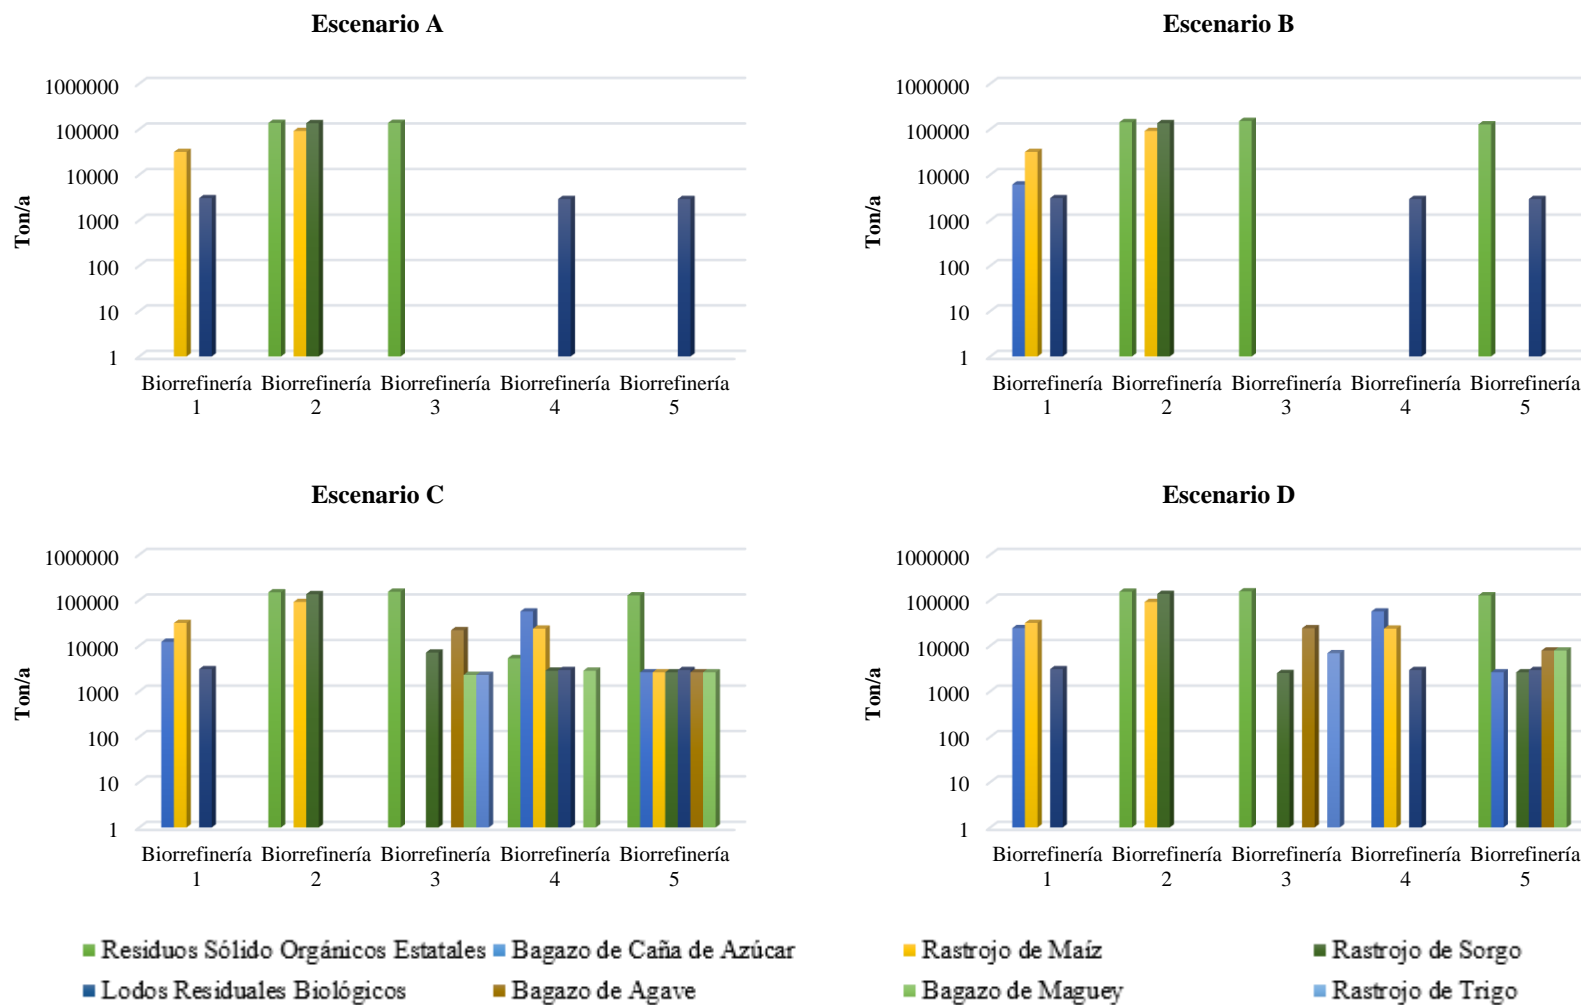 Escenario A
Ton/a
1000000
100000
10000
1000
100
10
1
Biorrefinería 1
Biorrefinería 2
Biorrefinería 3
Biorrefinería 4
Biorrefinería 5
Escenario B
Ton/a
1000000
100000
10000
1000
100
10
1
Biorrefinería 1
Biorrefinería 2
Biorrefinería 3
Biorrefinería 4
Biorrefinería 5
Escenario C
Ton/a
1000000
100000
10000
1000
100
10
1
Biorrefinería 1
Biorrefinería 2
Biorrefinería 3
Biorrefinería 4
Biorrefinería 5
Escenario D
Ton/a
1000000
100000
10000
1000
100
10
1
Biorrefinería 1
Biorrefinería 2
Biorrefinería 3
Biorrefinería 4
Biorrefinería 5
Residuos Sólido Orgánicos Estatales
Bagazo de Caña de Azúcar
Rastrojo de Maíz
Rastrojo de Sorgo
Lodos Residuales Biológicos
Bagazo de Agave
Bagazo de Maguey
Rastrojo de Trigo